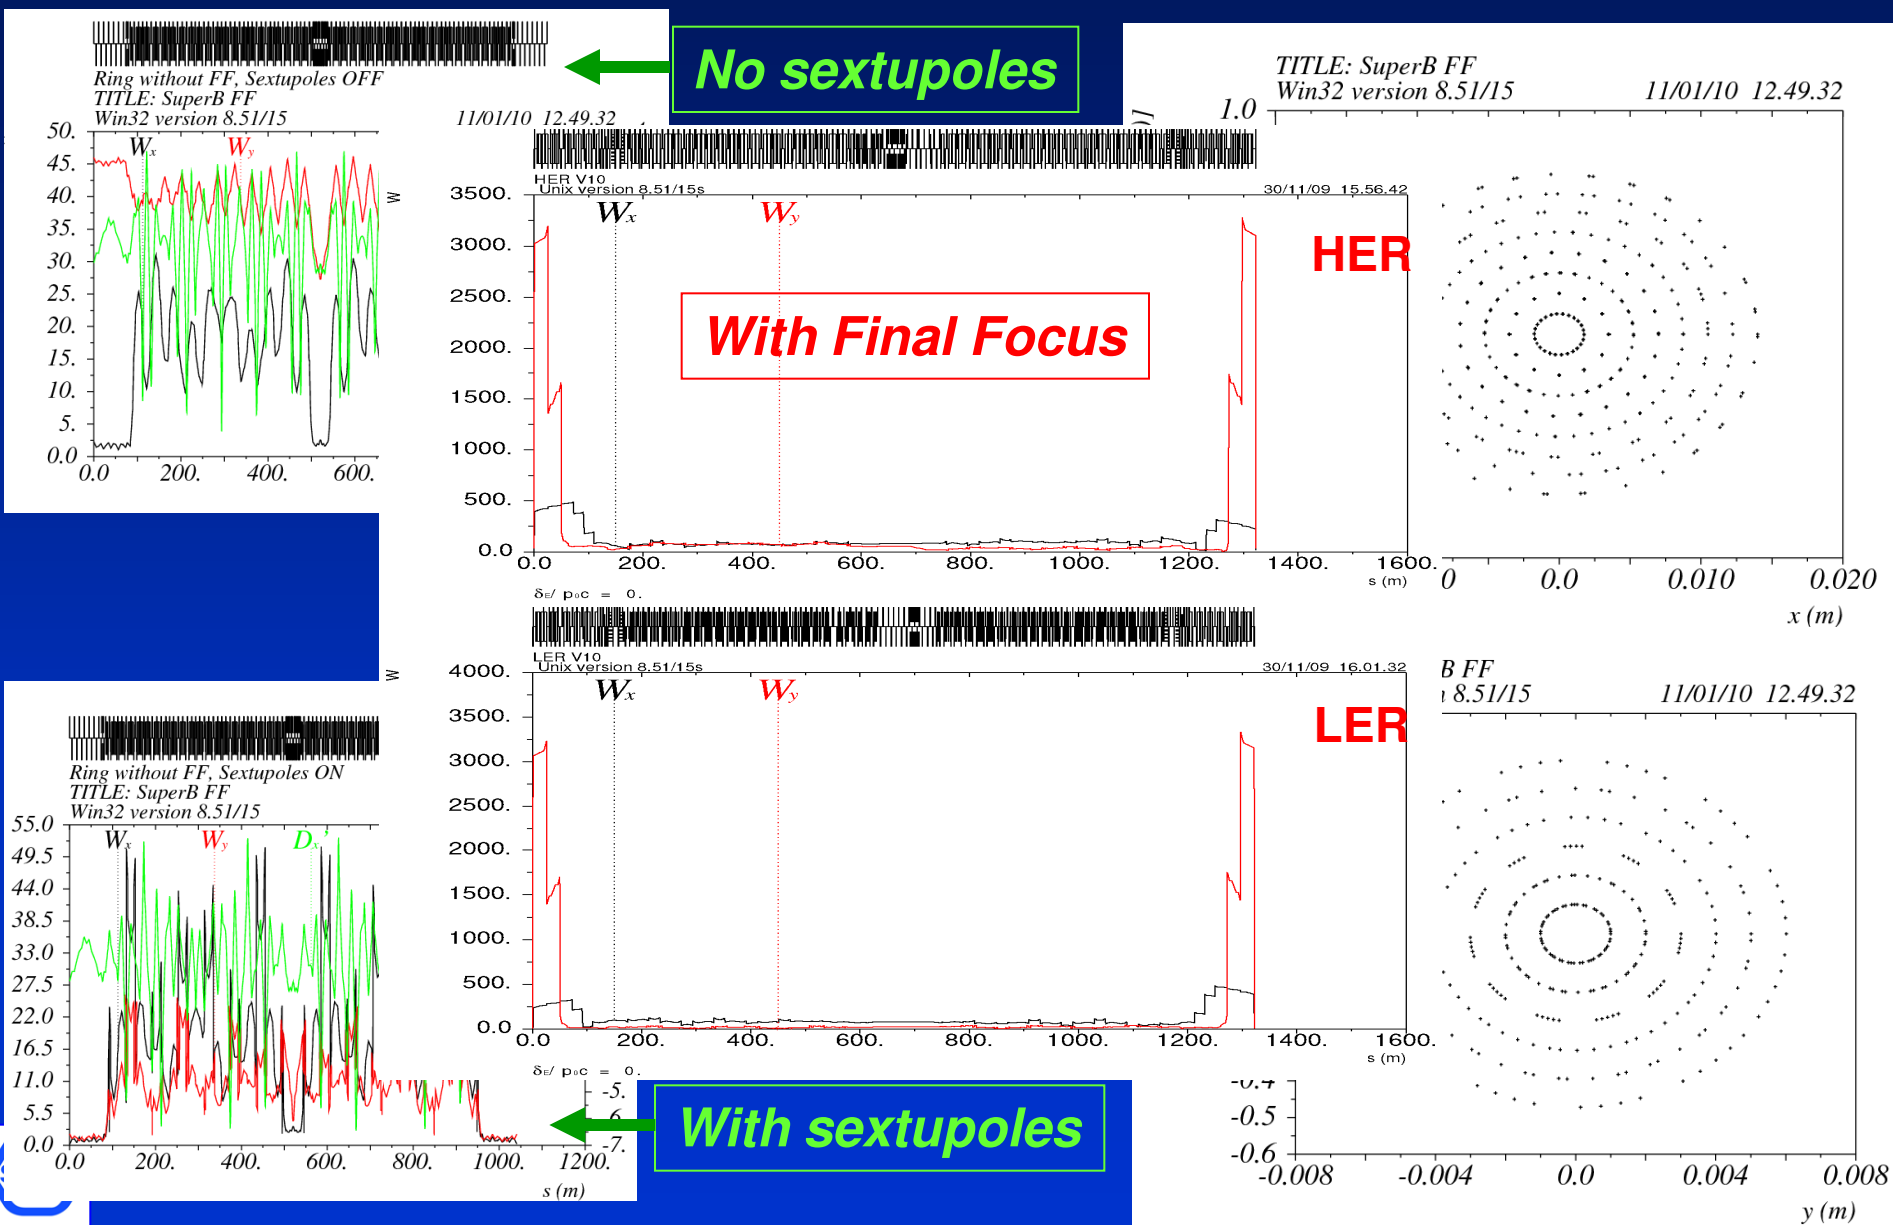 No sextupoles
Ring without FF, Sextupoles OFF
TITLE: SuperB FF
Win32 version 8.51/15
11/01/10 12.49.32
50.
45.
40.
35.
30.
25.
20.
15.
10.
5.
0.0
Wx
Wy
0.0 200. 400. 600.
W
HER V10
Unix version 8.51/15s
30/11/09 15.56.42
3500.
3000.
2500.
2000.
1500.
1000.
500.
0.0
Wx
Wy
HER
With Final Focus
0.0 200. 400. 600. 800. 1000. 1200. 1400. 1600.
s (m)
δE/ p0c = 0.
W
LER V10
Unix version 8.51/15s
30/11/09 16.01.32
4000.
3500.
3000.
2500.
2000.
1500.
1000.
500.
0.0
Wx
Wy
LER
0.0 200. 400. 600. 800. 1000. 1200. 1400. 1600.
s (m)
δE/ p0c = 0.
TITLE: SuperB FF
Win32 version 8.51/15
11/01/10 12.49.32
1.0
0 0.0 0.010 0.020
x (m)
B FF
8.51/15
11/01/10 12.49.32
-0.4
-0.5
-0.6
-0.008 -0.004 0.0 0.004 0.008
y (m)
Ring without FF, Sextupoles ON
TITLE: SuperB FF
Win32 version 8.51/15
55.0
49.5
44.0
38.5
33.0
27.5
22.0
16.5
11.0
5.5
0.0
Wx
Wy
Dx'
-5.
-7.
0.0 200. 400. 600. 800. 1000. 1200.
s (m)
With sextupoles